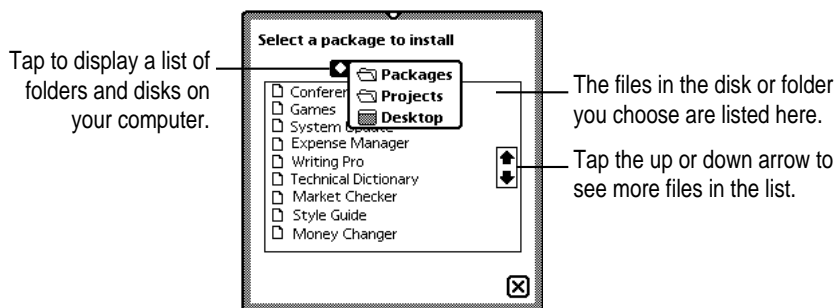 Select a package to install
Tap to display a list of
folders and disks on
your computer.
Packages
Projects
Desktop
Games
System
Expense Manager
Writing Pro
Technical Dictionary
Market Checker
Style Guide
Money Changer
The files in the disk or folder
you choose are listed here.
Tap the up or down arrow to
see more files in the list.